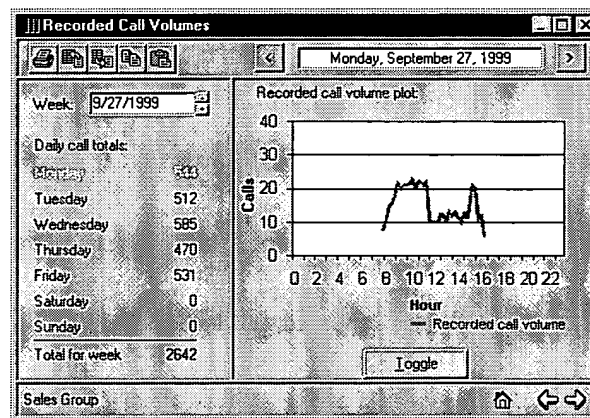 Recorded Call Volumes
Monday, September 27, 1999
Week: 9/27/1999
Daily call totals:
Monday 544
Tuesday 512
Wednesday 585
Thursday 470
Friday 531
Saturday 0
Sunday 0
Total for week 2642
Recorded call volume plot:
40
30
20
10
0
Calls
0 2 4 6 8 10 12 14 16 18 20 22
Hour
Recorded call volume
Toggle
Sales Group